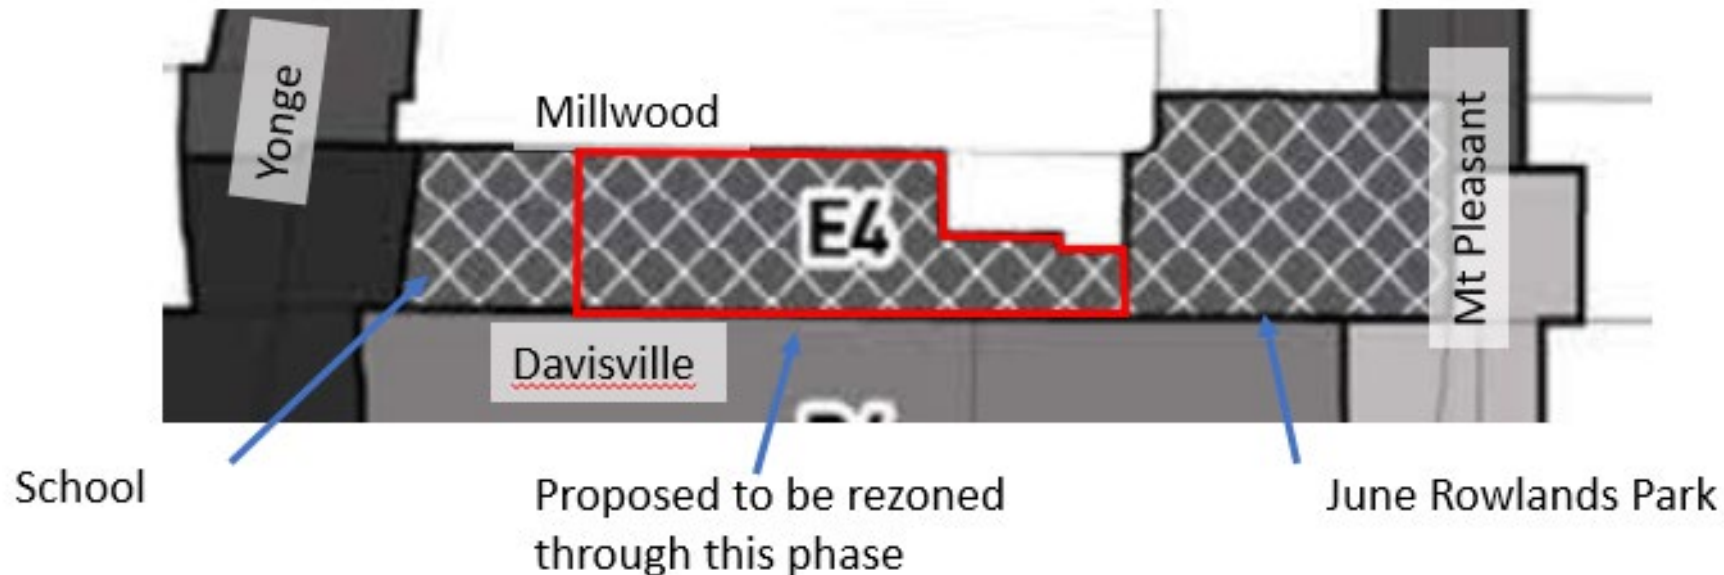 Yonge
Millwood
E4
Mt Pleasant
Davisville
School
Proposed to be rezoned
through this phase
June Rowlands Park